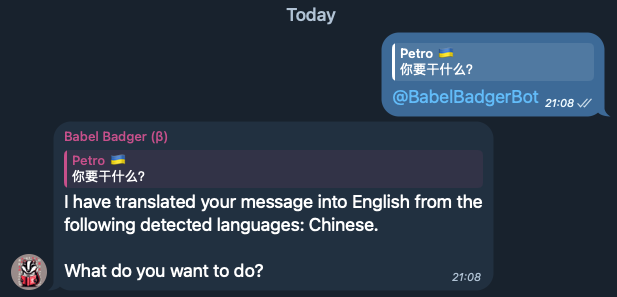 Today
Petro 🇺🇦
你要干什么?
@BabelBadgerBot 21:08
Babel Badger (β)
Petro 🇺🇦
你要干什么?
I have translated your message into English from the
following detected languages: Chinese.
What do you want to do?
21:08